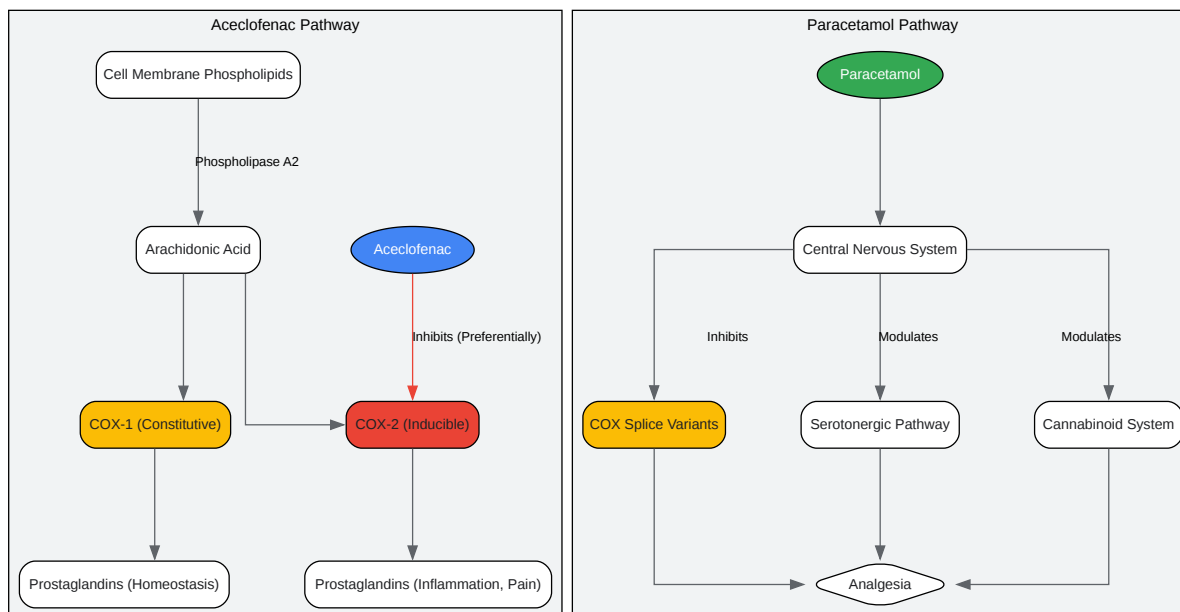 Aceclofenac Pathway
Cell Membrane Phospholipids
Phospholipase A2
Arachidonic Acid
Aceclofenac
Inhibits (Preferentially)
COX-1 (Constitutive)
COX-2 (Inducible)
Prostaglandins (Homeostasis)
Prostaglandins (Inflammation, Pain)
Paracetamol Pathway
Paracetamol
Central Nervous System
Inhibits
Modulates
Modulates
COX Splice Variants
Serotonergic Pathway
Cannabinoid System
Analgesia